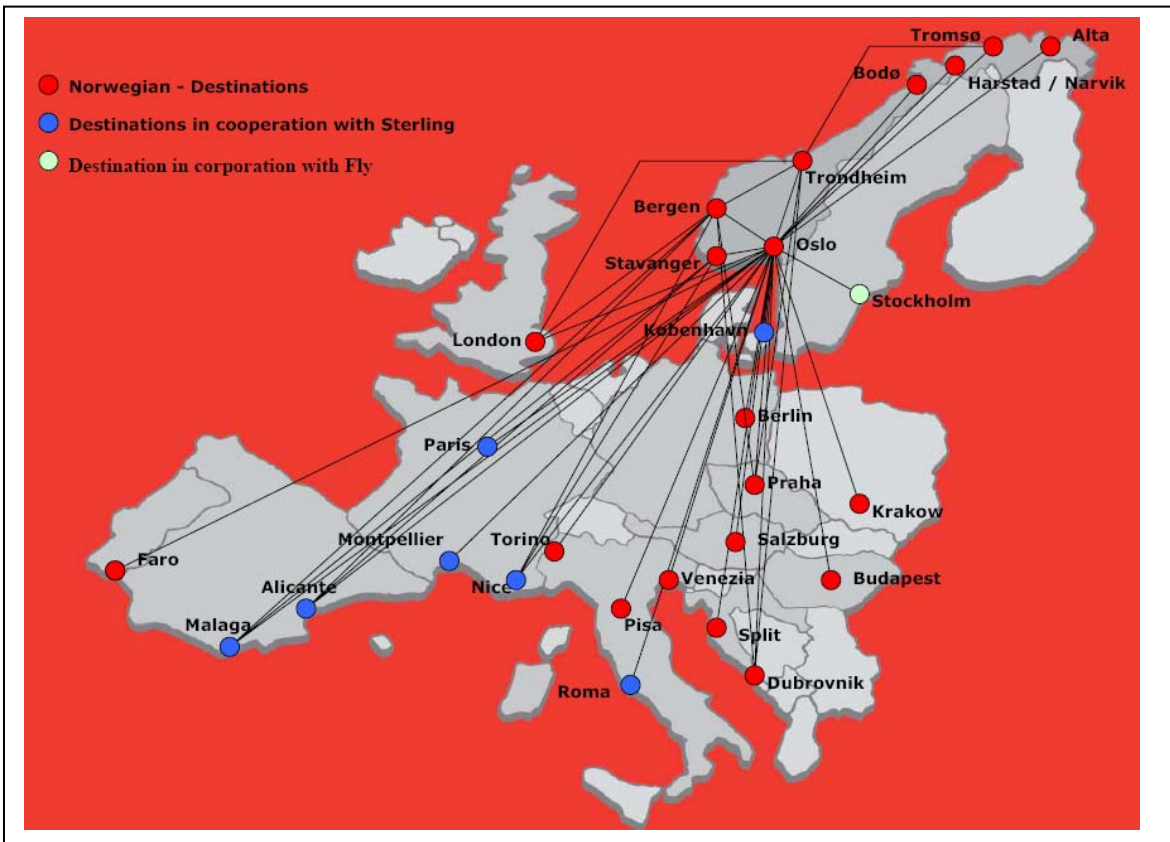 Tromsø
Alta
Bodø
Harstad / Narvik
Norwegian - Destinations
Destinations in cooperation with Sterling
Destination in corporation with Fly
Trondheim
Bergen
Oslo
Stavanger
Stockholm
København
London
Berlin
Paris
Praha
Krakow
Montpellier
Torino
Salzburg
Faro
Alicante
Nice
Venezia
Budapest
Malaga
Pisa
Split
Roma
Dubrovnik